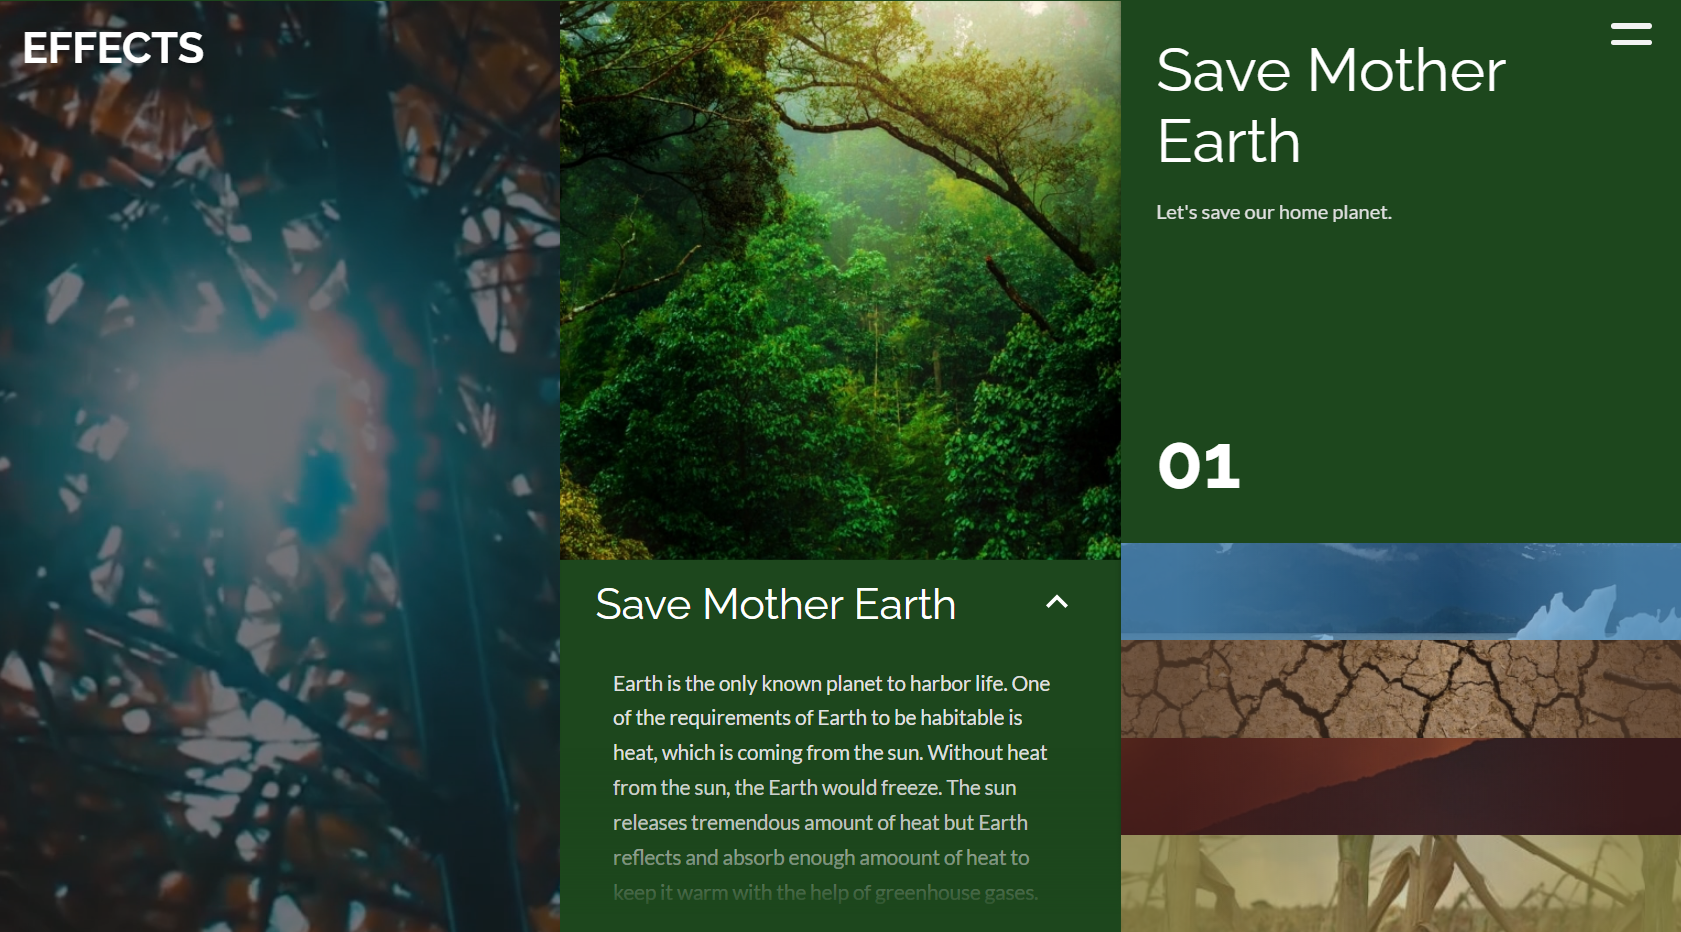 EFFECTS
Save Mother Earth
Earth is the only known planet to harbor life. One
of the requirements of Earth to be habitable is
heat, which is coming from the sun. Without heat
from the sun, the Earth would freeze. The sun
releases tremendous amount of heat but Earth
reflects and absorb enough amoount of heat to
keep it warm with the help of greenhouse gases.
Save Mother
Earth
Let's save our home planet.
01